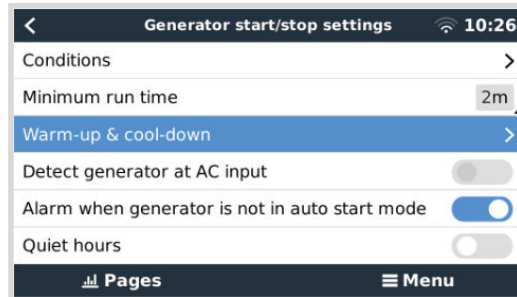 Generator start/stop settings 10:26
Conditions
Minimum run time 2m
Warm-up & cool-down
Detect generator at AC input
Alarm when generator is not in auto start mode
Quiet hours
Pages Menu